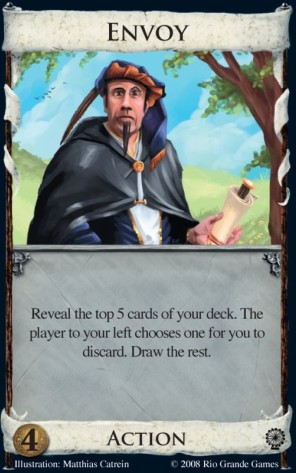 ENVOY
Reveal the top 5 cards of your deck. The
player to your left chooses one for you to
discard. Draw the rest.
4
ACTION
Illustration: Matthias Catrein
© 2008 Rio Grande Games